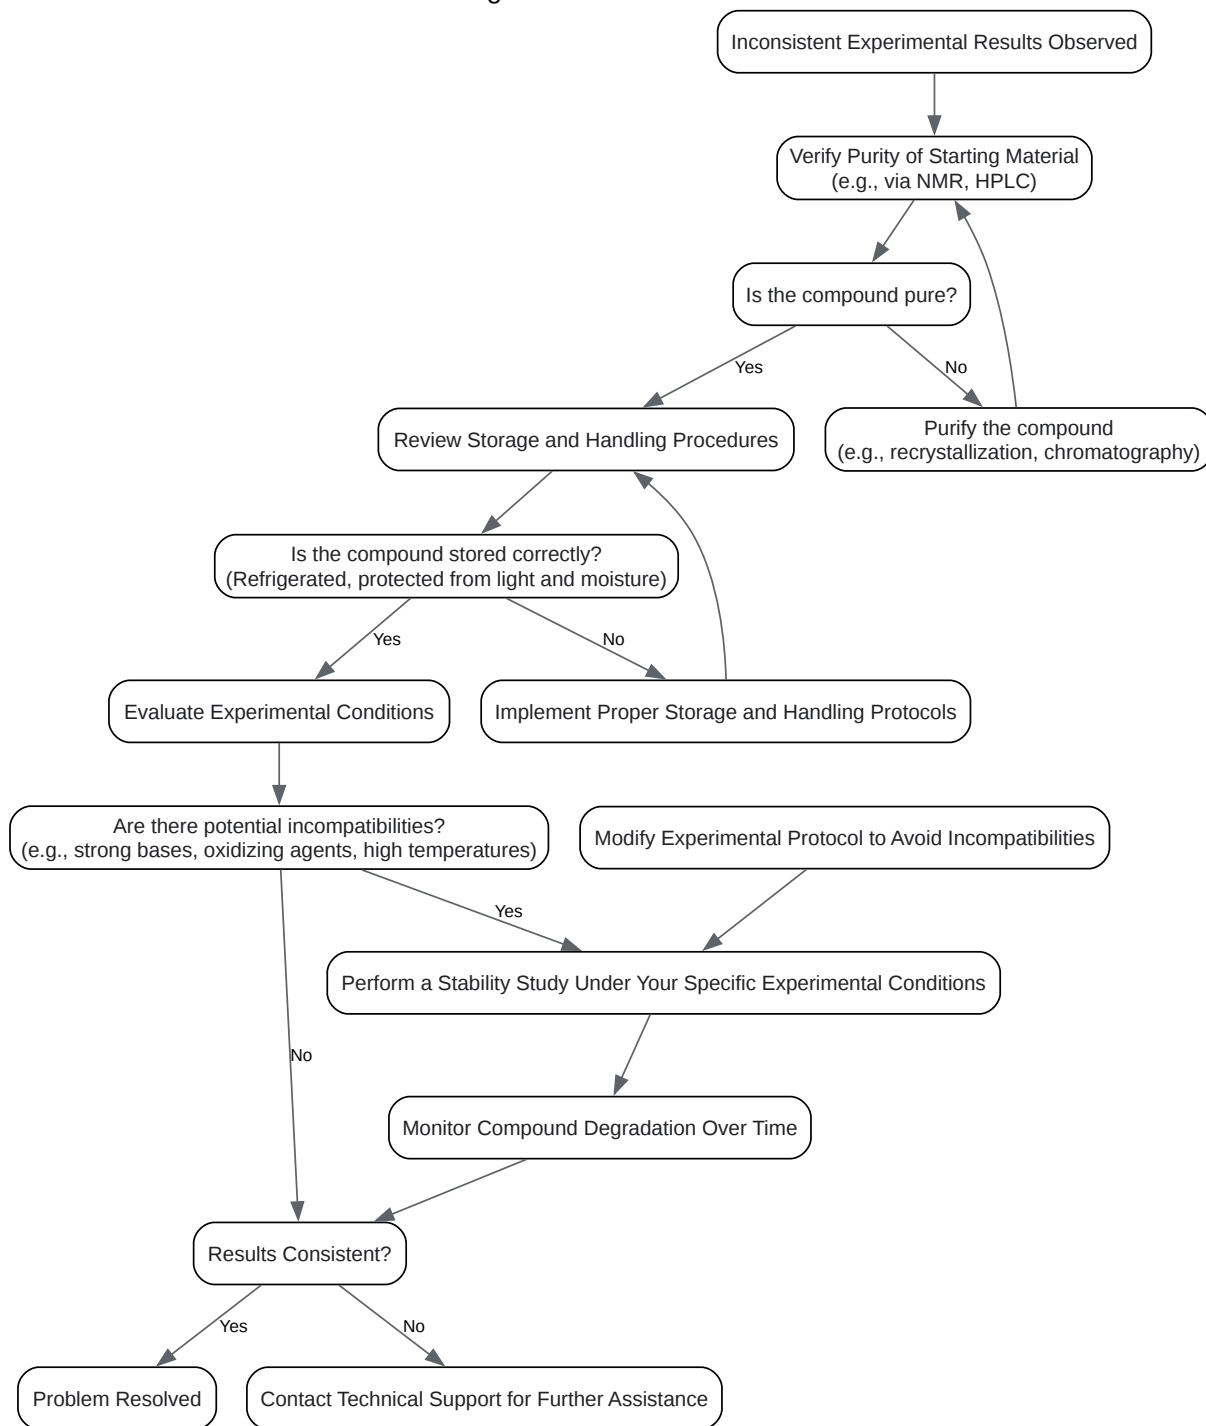 Inconsistent Experimental Results Observed
Verify Purity of Starting Material
(e.g., via NMR, HPLC)
Is the compound pure?
Yes
No
Review Storage and Handling Procedures
Purify the compound
(e.g., recrystallization, chromatography)
Is the compound stored correctly?
(Refrigerated, protected from light and moisture)
Yes
No
Evaluate Experimental Conditions
Implement Proper Storage and Handling Protocols
Are there potential incompatibilities?
(e.g., strong bases, oxidizing agents, high temperatures)
Modify Experimental Protocol to Avoid Incompatibilities
Yes
Perform a Stability Study Under Your Specific Experimental Conditions
No
Monitor Compound Degradation Over Time
Results Consistent?
Yes
No
Problem Resolved
Contact Technical Support for Further Assistance